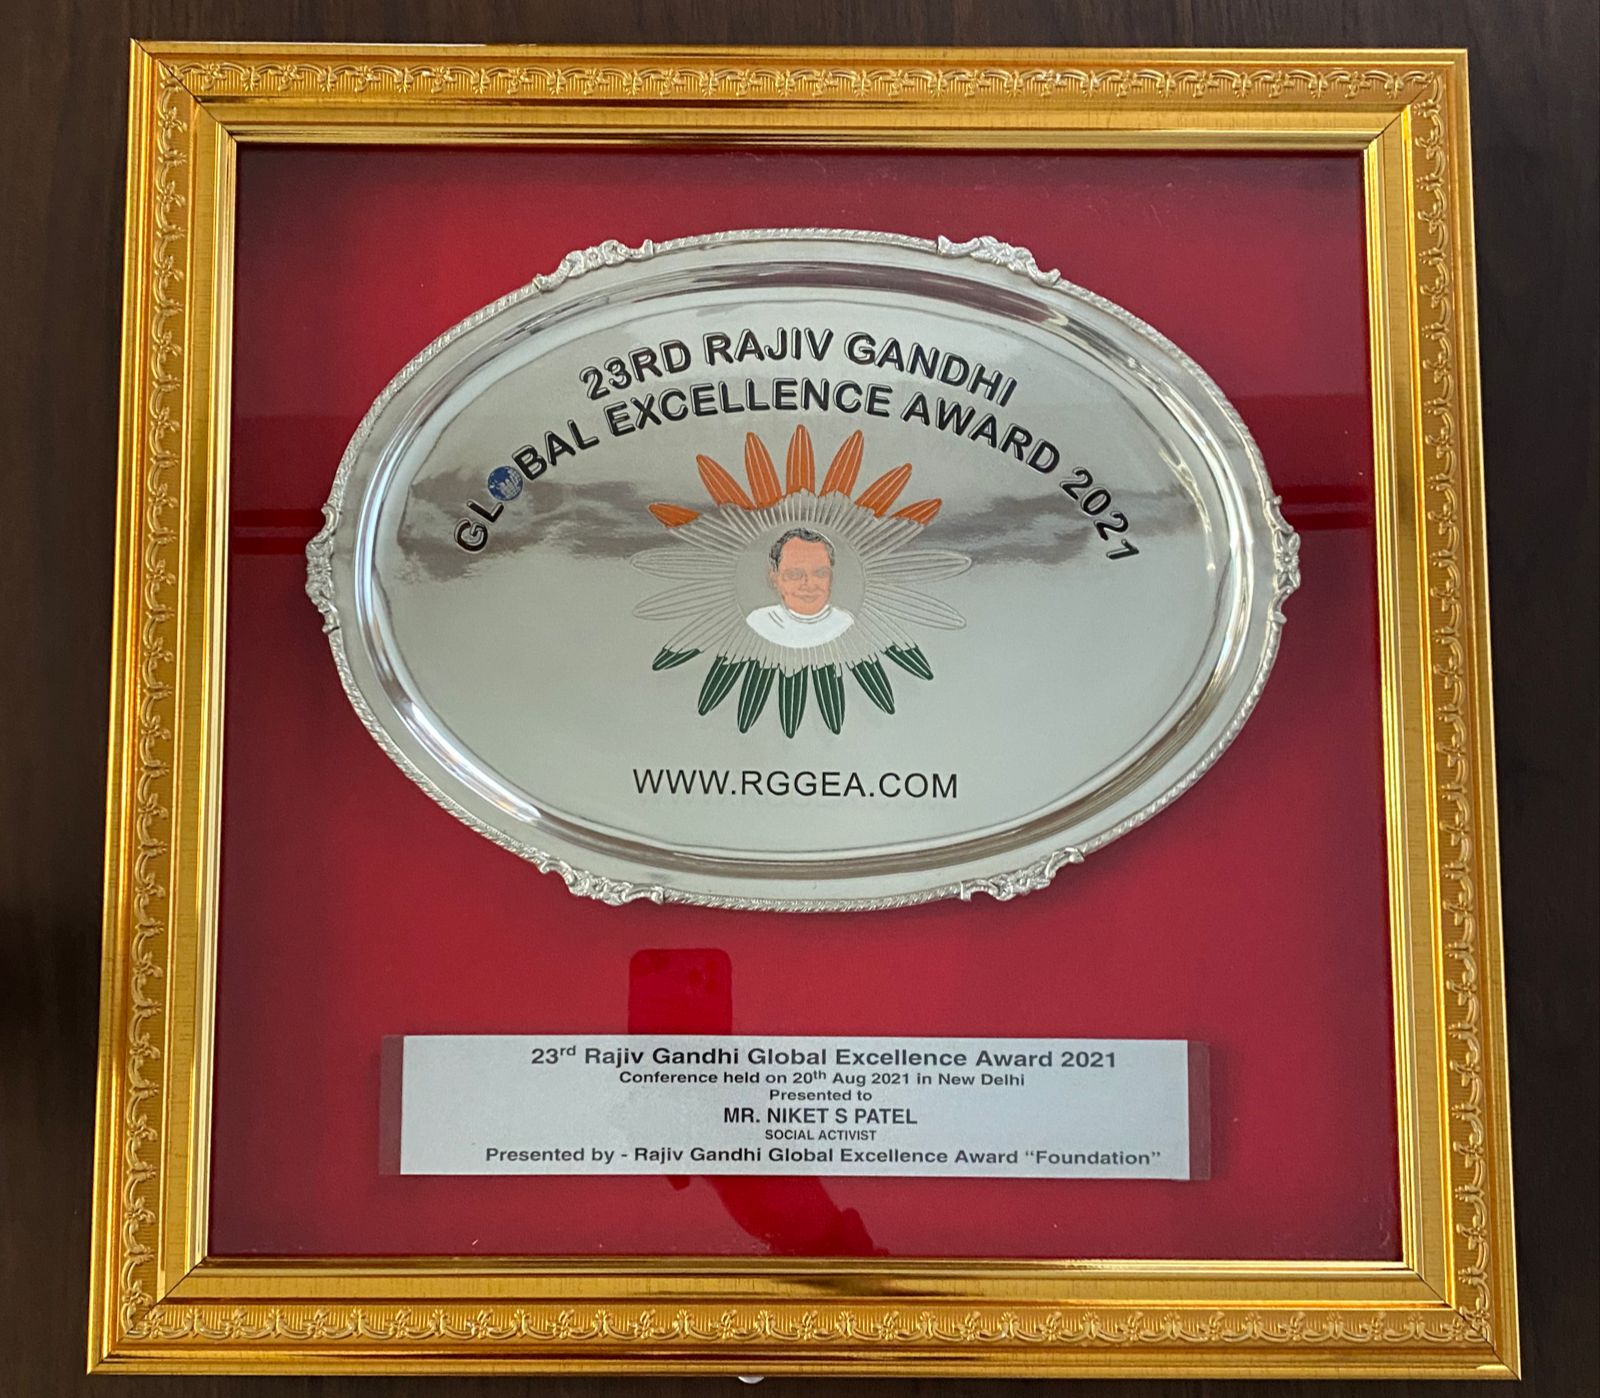 23RD RAJIV GANDHI
GLOBAL EXCELLENCE AWARD 2021
WWW.RGGEA.COM
23rd Rajiv Gandhi Global Excellence Award 2021
Conference held on 20th Aug 2021 in New Delhi
Presented to
MR. NIKET S PATEL
SOCIAL ACTIVIST
Presented by - Rajiv Gandhi Global Excellence Award “Foundation”